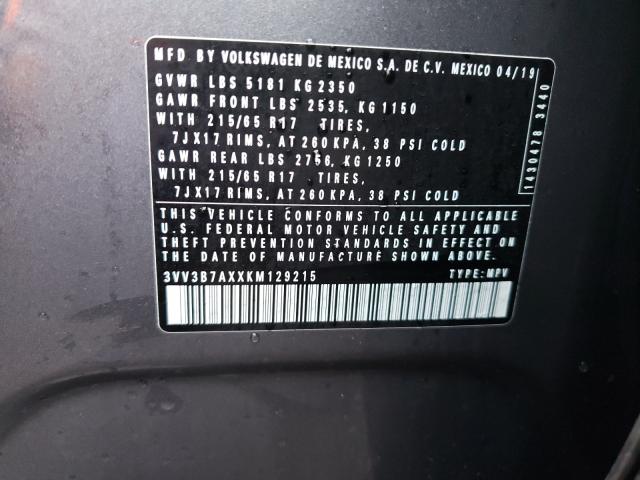 MFD BY VOLKSWAGEN DE MEXICO S.A. DE C.V. MEXICO 04/19
GVWR LBS 5181 KG 2350
GAWR FRONT LBS 2535, KG 1150
WITH 215/65 R17 TIRES,
7JX17 RIMS, AT 260 KPA, 38 PSI COLD
GAWR REAR LBS 2756, KG 1250
WITH 215/65 R17 TIRES,
7JX17 RIMS, AT 260 KPA, 38 PSI COLD
THIS VEHICLE CONFORMS TO ALL APPLICABLE
U.S. FEDERAL MOTOR VEHICLE SAFETY AND
THEFT PREVENTION STANDARDS IN EFFECT ON
THE DATE OF MANUFACTURE SHOWN ABOVE.
3VV3B7AXXKM129215 TYPE: MPV
1430478 3440